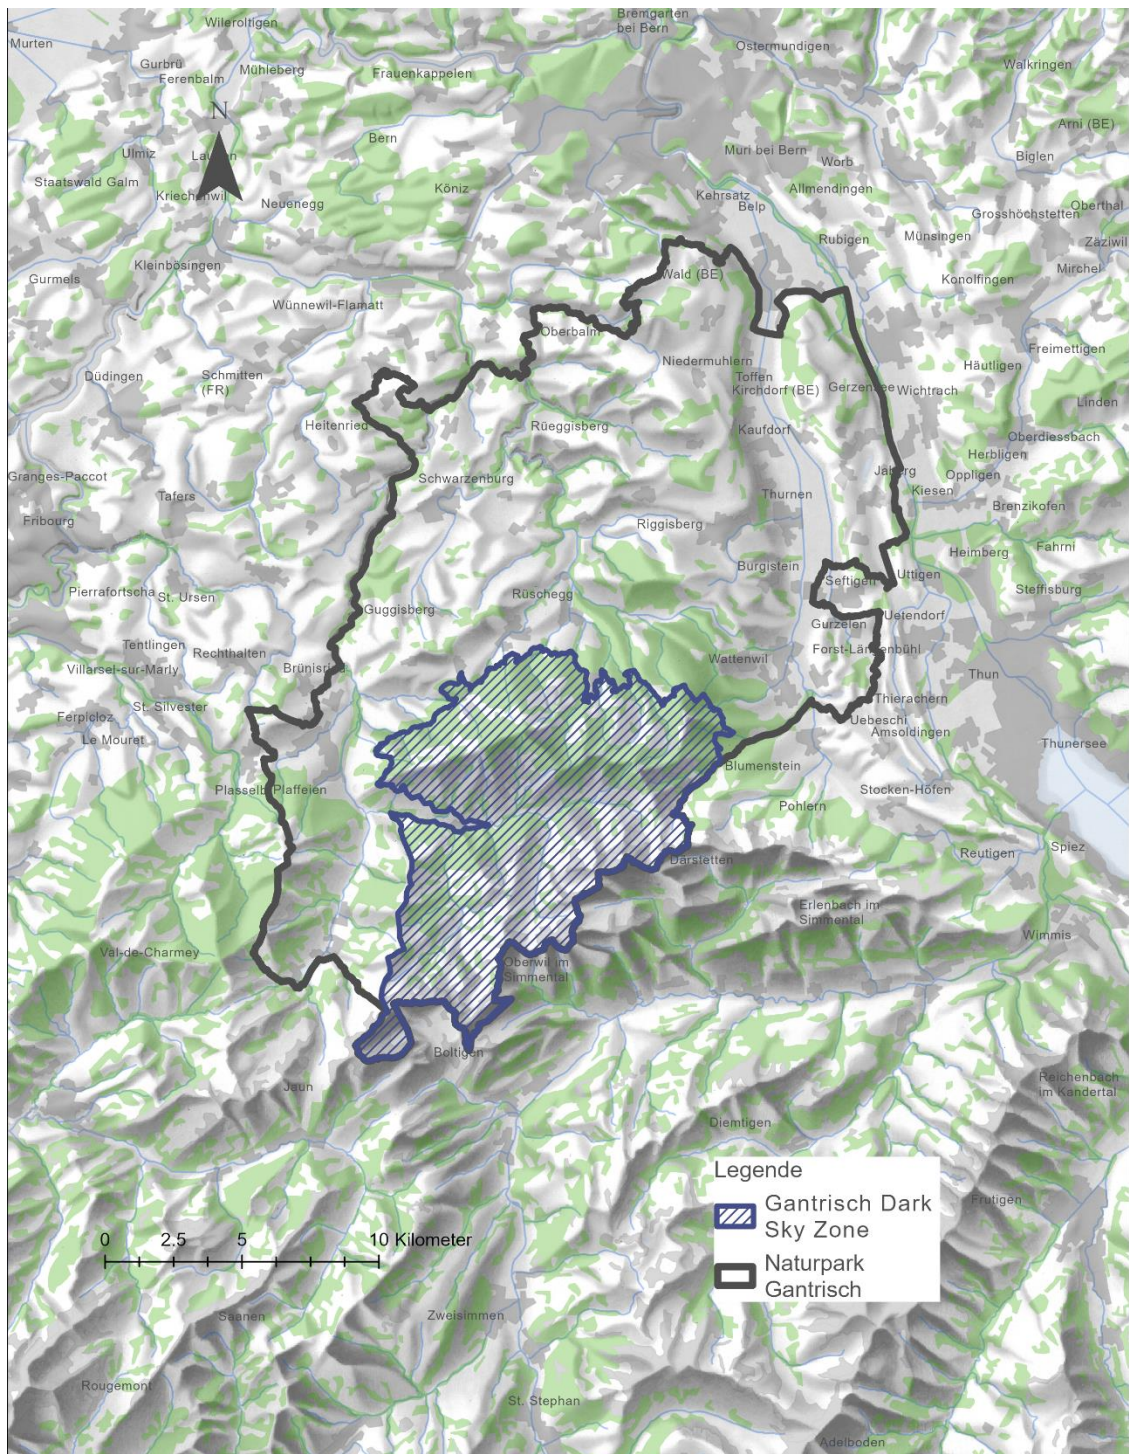 Wileroltigen
Bremgarten
bei Bern
Murten
Ostermundigen
Gurbrü
Mühleberg
Frauenkappelen
Walkringen
Ferenbalm
N
Arni (BE)
Bern
Ulmiz
Laupen
Muri bei Bern
Worb
Biglen
Staatswald Galm
Kriechenwil
Köniz
Kehrsatz
Allmendingen
Neuenegg
Belp
Oberthal
Grosshöchstetten
Rubigen
Münsingen
Zäziwil
Kleinbösingen
Mirchel
Gurmels
Wald (BE)
Konolfingen
Wünnewil-Flamatt
Oberbalm
Freimettigen
Niedermuhlern
Häutligen
Düdingen
Schmitten
(FR)
Toffen
Kirchdorf (BE)
Gerzensee
Wichtrach
Linden
Heitenried
Rüeggisberg
Kaufdorf
Oberdiessbach
Herbligen
Granges-Paccot
Schwarzenburg
Jaberg
Oppligen
Kiesen
Tafers
Thurnen
Brenzikofen
Fribourg
Riggisberg
Heimberg
Fahrni
Burgistein
Seftigen
Uttigen
Pierrafortscha
St. Ursen
Rüschegg
Steffisburg
Guggisberg
Gurzelen
Uetendorf
Tentlingen
Rechthalten
Forst-Längenbühl
Villarsel-sur-Marly
Brünisried
Wattenwil
Thun
St. Silvester
Thierachern
Ferpicloz
Uebeschi
Le Mouret
Amsoldingen
Thunersee
Blumenstein
Plasselb
Plaffeien
Stocken-Höfen
Pohlern
Spiez
Därstetten
Reutigen
Erlenbach im
Simmental
Val-de-Charmey
Wimmis
Oberwil im
Simmental
Boltigen
Jaun
Reichenbach
im Kandertal
Diemtigen
Legende
Gantrisch Dark
Sky Zone
Frutigen
0 2.5 5 10 Kilometer
Naturpark
Gantrisch
Saanen
Zweisimmen
Rougemont
St. Stephan
Adelboden